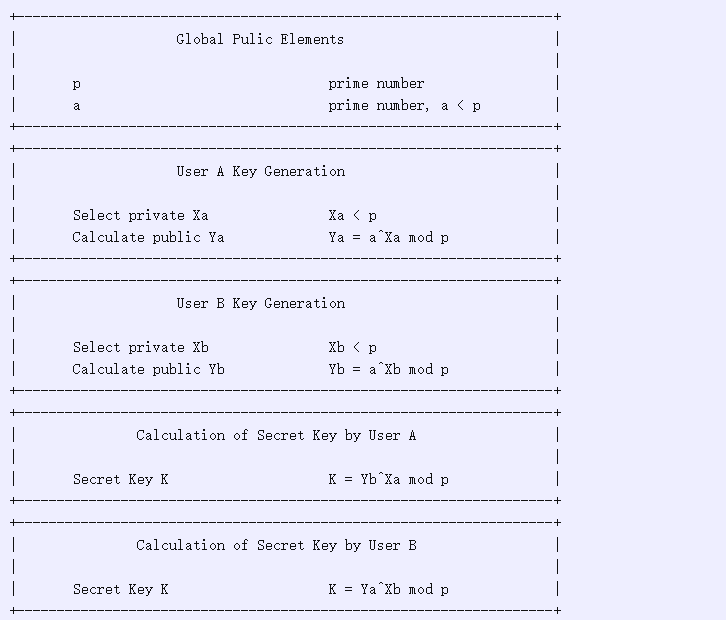 Global Pulic Elements
p prime number
a prime number, a < p
User A Key Generation
Select private Xa Xa < p
Calculate public Ya Ya = a^Xa mod p
User B Key Generation
Select private Xb Xb < p
Calculate public Yb Yb = a^Xb mod p
Calculation of Secret Key by User A
Secret Key K K = Yb^Xa mod p
Calculation of Secret Key by User B
Secret Key K K = Ya^Xb mod p